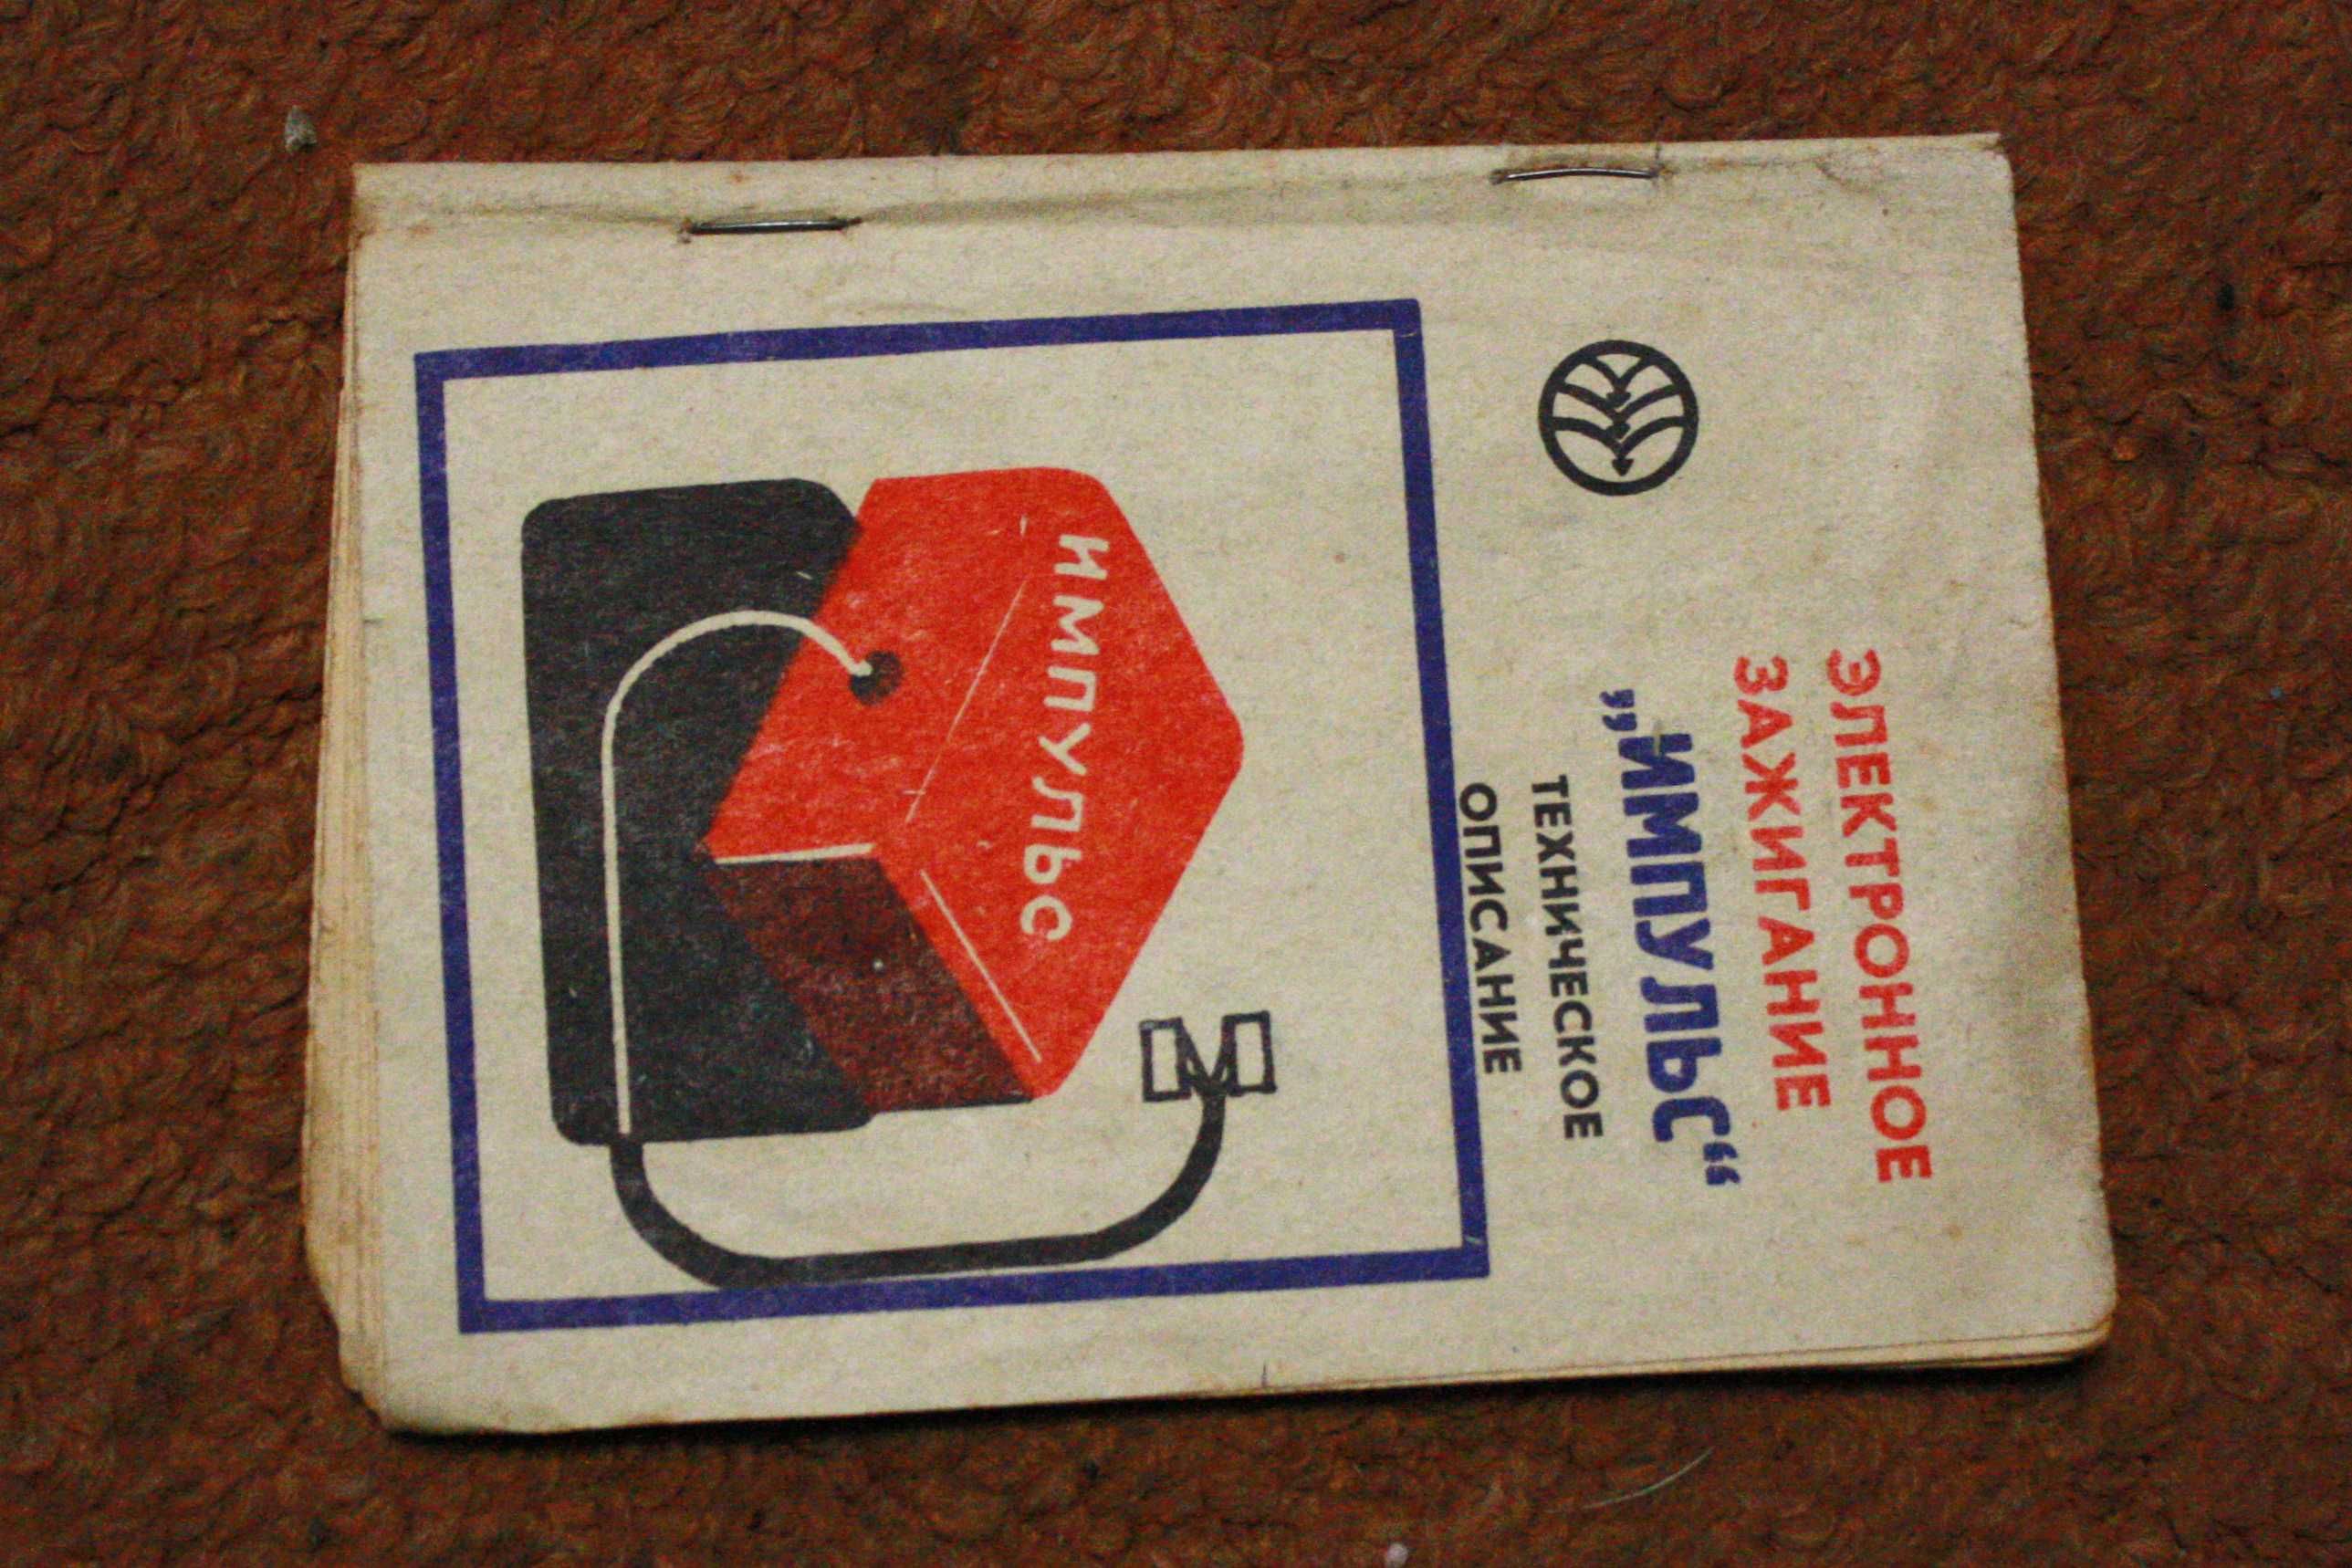 ЭЛЕКТРОННОЕ
ЗАЖИГАНИЕ
„ИМПУЛЬС“
ТЕХНИЧЕСКОЕ
ОПИСАНИЕ
ИМПУЛЬС